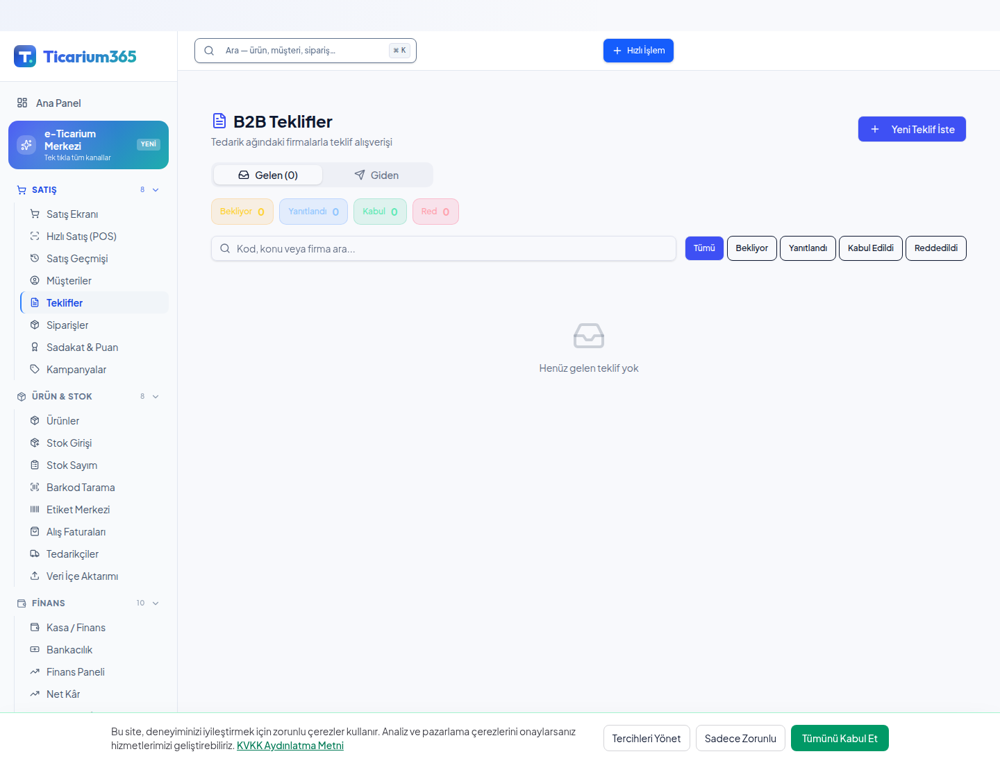 Ticarium365
Ara — ürün, müşteri, sipariş...
⌘ K
Hızlı İşlem
Ana Panel
e-Ticarium
Merkezi
Tek tıkla tüm kanallar
YENİ
SATIŞ 8
Satış Ekranı
Hızlı Satış (POS)
Satış Geçmişi
Müşteriler
Teklifler
Siparişler
Sadakat & Puan
Kampanyalar
ÜRÜN & STOK 8
Ürünler
Stok Girişi
Stok Sayım
Barkod Tarama
Etiket Merkezi
Alış Faturaları
Tedarikçiler
Veri İçe Aktarımı
FİNANS 10
Kasa / Finans
Bankacılık
Finans Paneli
Net Kâr
B2B Teklifler
Tedarik ağındaki firmalarla teklif alışverişi
Yeni Teklif İste
Gelen (0) Giden
Bekliyor 0 Yanıtlandı 0 Kabul 0 Red 0
Kod, konu veya firma ara...
Tümü Bekliyor Yanıtlandı Kabul Edildi Reddedildi
Henüz gelen teklif yok
Bu site, deneyiminizi iyileştirmek için zorunlu çerezler kullanır. Analiz ve pazarlama çerezlerini onaylarsanız
hizmetlerimizi geliştirebiliriz. KVKK Aydınlatma Metni
Tercihleri Yönet Sadece Zorunlu Tümünü Kabul Et